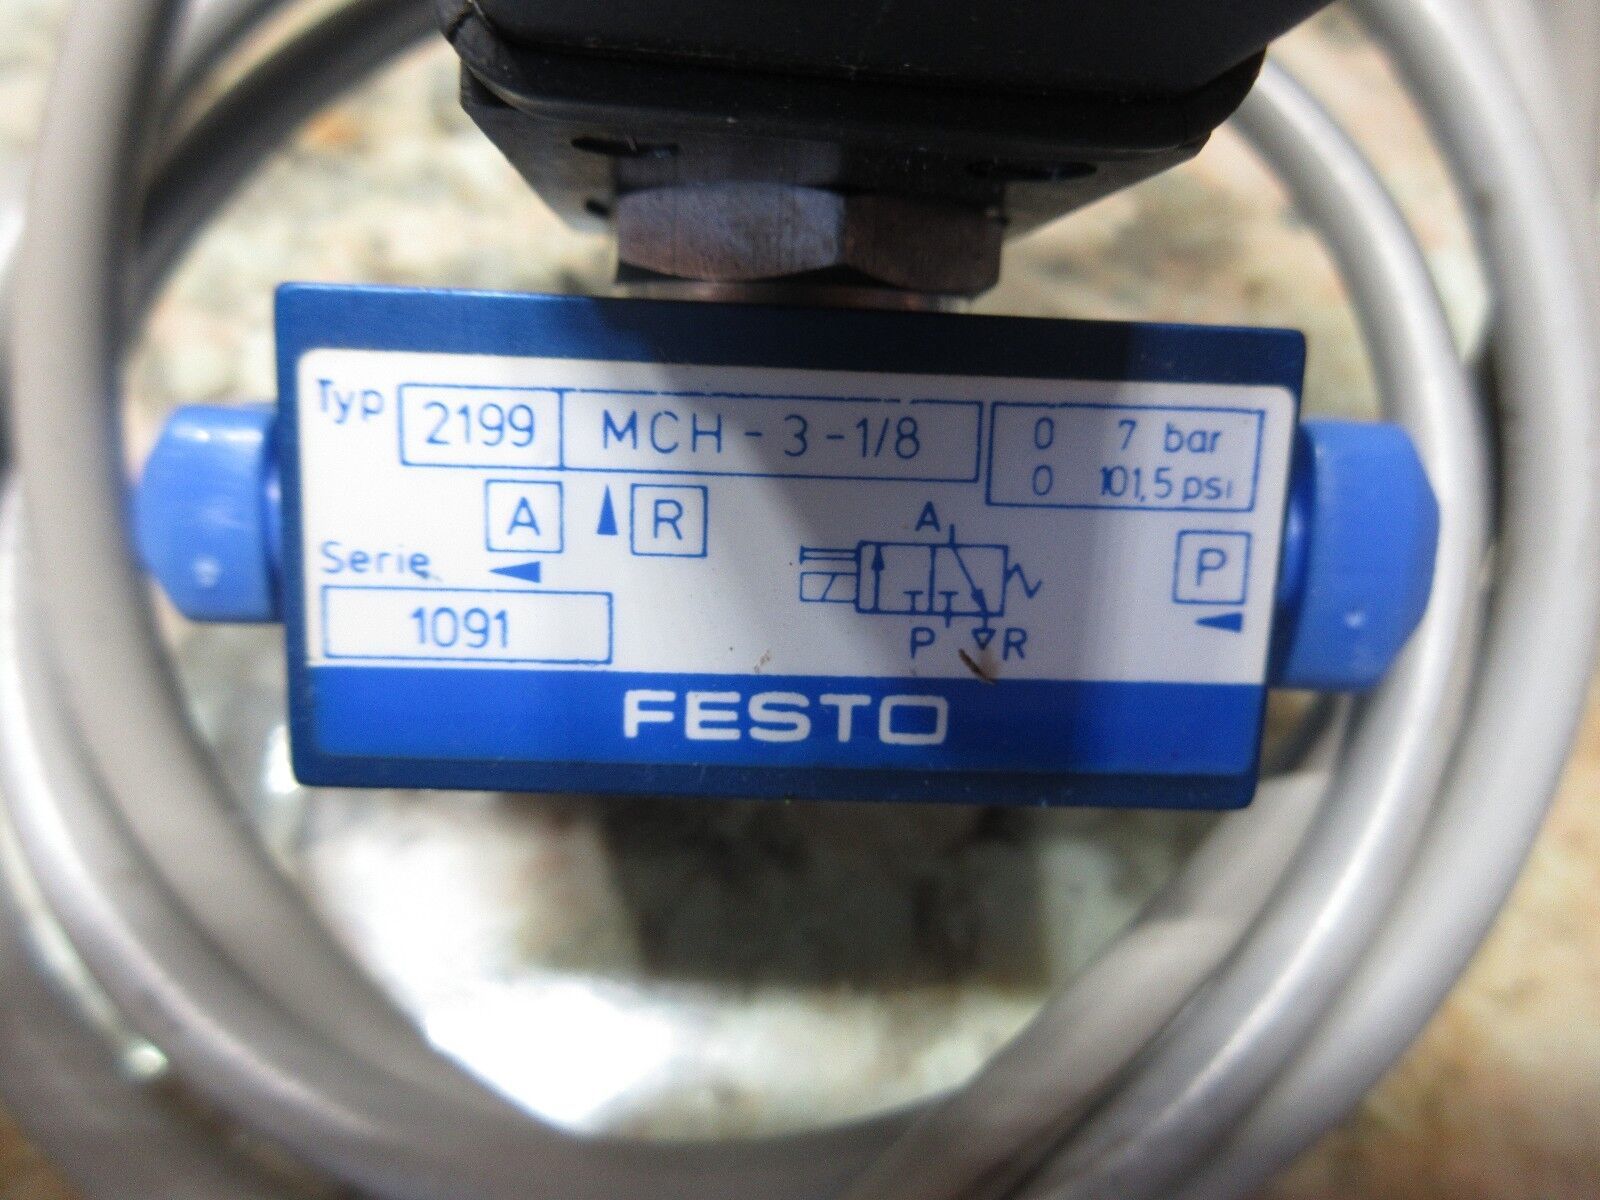 Typ 2199 MCH - 3 - 1/8
0 7 bar
0 101,5 psi
A R
A
P
Serie
1091
P R
FESTO